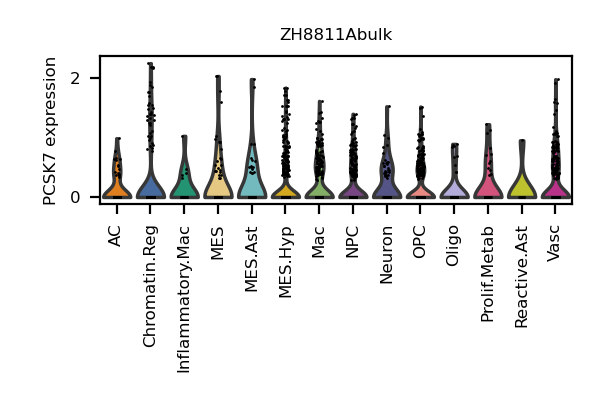 ZH8811Abulk
PCSK7 expression
2
0
AC
Chromatin.Reg
Inflammatory.Mac
MES
MES.Ast
MES.Hyp
Mac
NPC
Neuron
OPC
Oligo
Prolif.Metab
Reactive.Ast
Vasc